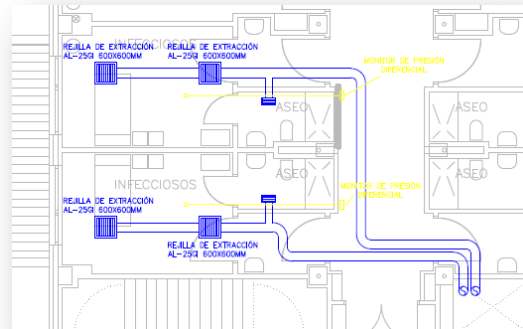 INFECCIOSOS
REJILLA DE EXTRACCIÓN
AL-25GI 600X600MM
REJILLA DE EXTRACCIÓN
AL-25GI 600X600MM
MONITOR DE PRESIÓN
DIFERENCIAL
ASEO
ASEO
ASEO
ASEO
INFECCIOSOS
MONITOR DE PRESIÓN
DIFERENCIAL
REJILLA DE EXTRACCIÓN
AL-25GI 600X600MM
REJILLA DE EXTRACCIÓN
AL-25GI 600X600MM